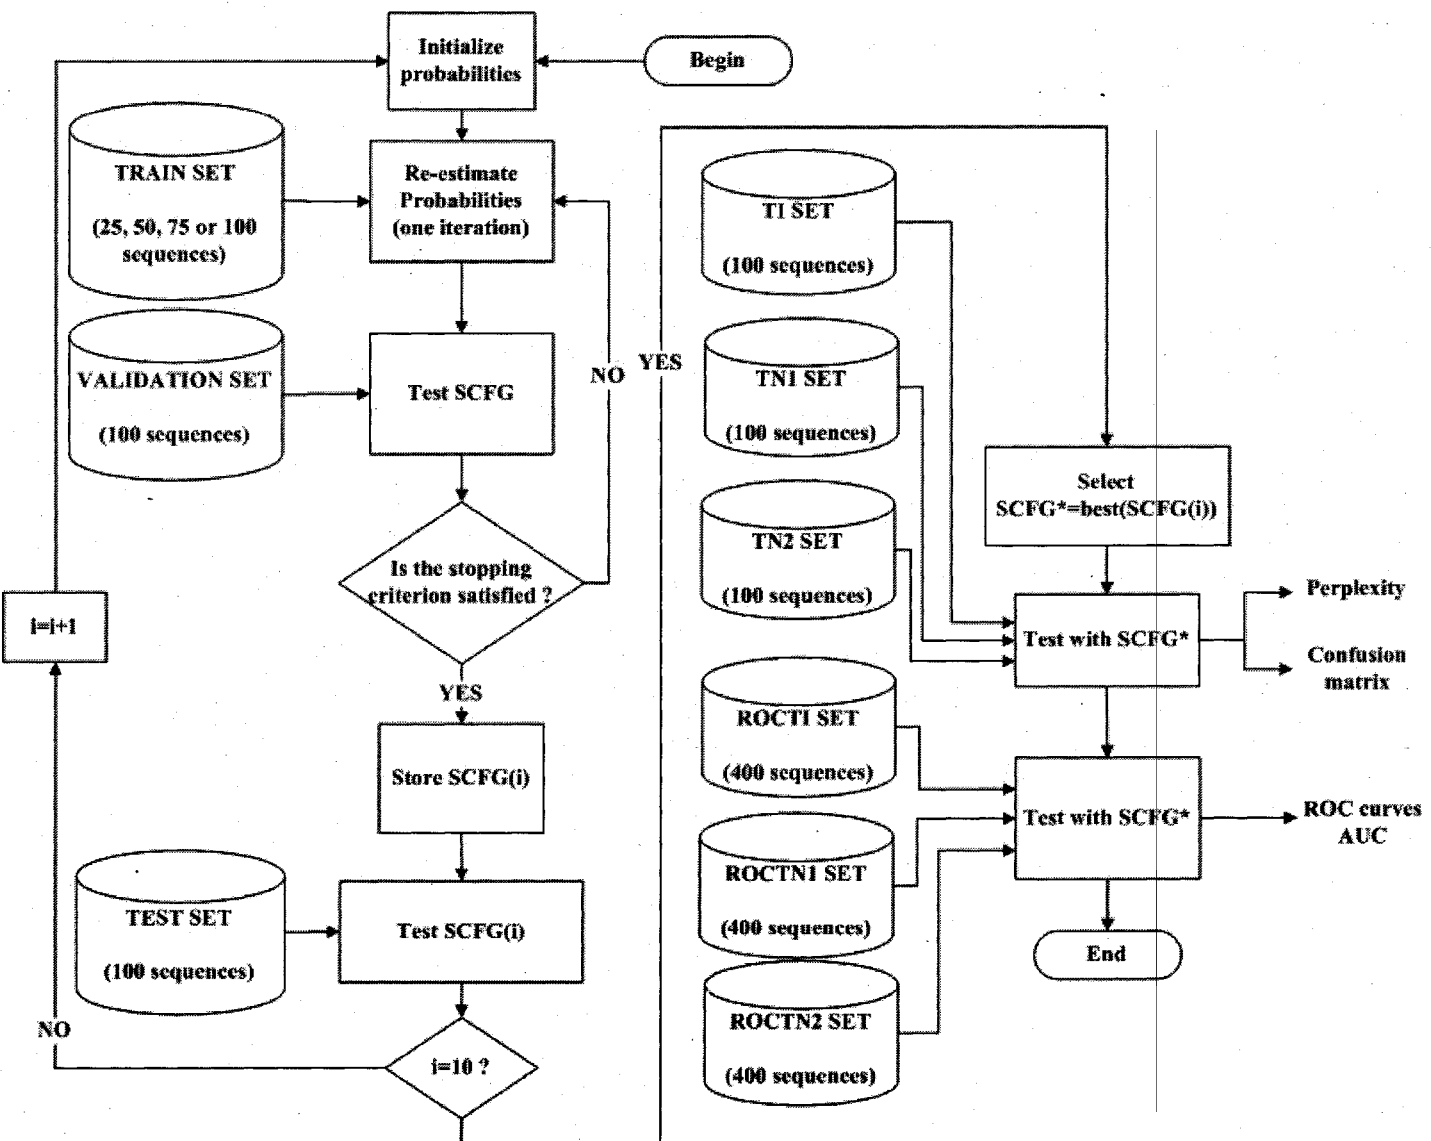 Initialize
probabilities
Begin
TRAIN SET
(25, 50, 75 or 100
sequences)
Re-estimate
Probabilities
(one iteration)
VALIDATION SET
(100 sequences)
Test SCFG
NO
YES
Is the stopping
criterion satisfied ?
i=i+1
YES
Store SCFG(i)
TEST SET
(100 sequences)
Test SCFG(i)
NO
i=10 ?
TI SET
(100 sequences)
TN1 SET
(100 sequences)
TN2 SET
(100 sequences)
Select
SCFG*=best(SCFG(i))
Test with SCFG*
Perplexity
Confusion
matrix
ROCTI SET
(400 sequences)
Test with SCFG*
ROC curves
AUC
ROCTN1 SET
(400 sequences)
End
ROCTN2 SET
(400 sequences)